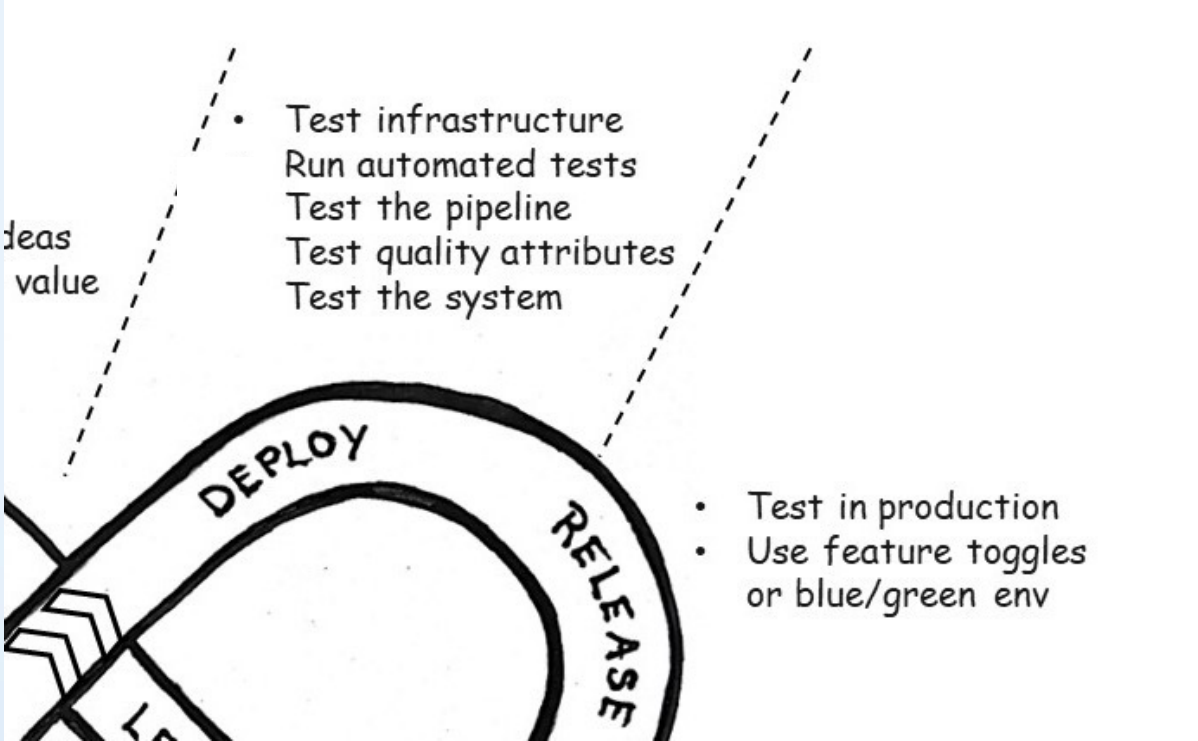 • Test infrastructure
Run automated tests
Test the pipeline
Test quality attributes
Test the system
value
DEPLOY
RELEASE
• Test in production
• Use feature toggles
or blue/green env